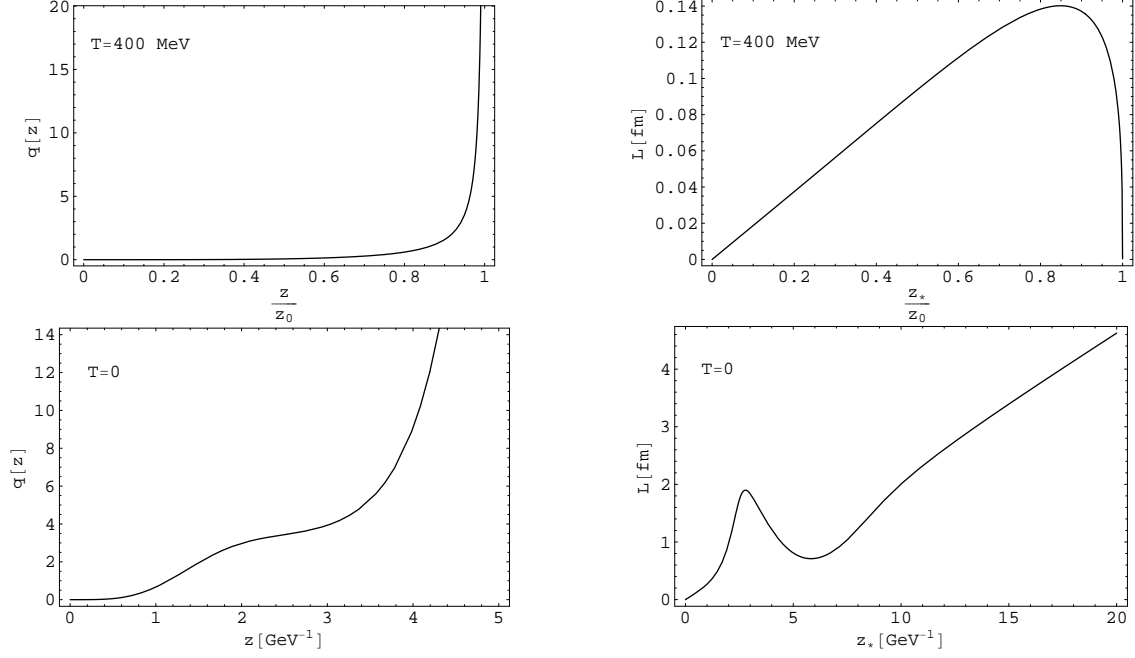 20
15
10
5
0
q[z]
T=400 MeV
0 0.2 0.4 0.6 0.8 1
z
z₀
0.14
0.12
0.1
0.08
0.06
0.04
0.02
0
L[fm]
T=400 MeV
0 0.2 0.4 0.6 0.8 1
z*
z₀
14
12
10
8
6
4
2
0
q[z]
T=0
0 1 2 3 4 5
z[GeV⁻¹]
4
3
2
1
0
L[fm]
T=0
0 5 10 15 20
z*[GeV⁻¹]